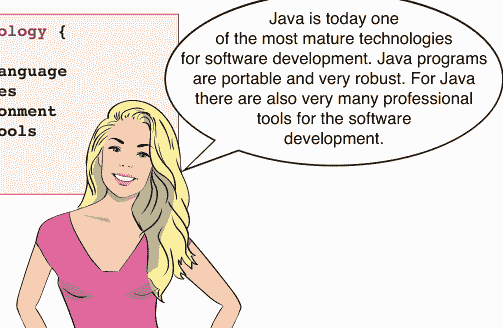 ology {
anguage
es
onment
ools
Java is today one
of the most mature technologies
for software development. Java programs
are portable and very robust. For Java
there are also very many professional
tools for the software
development.